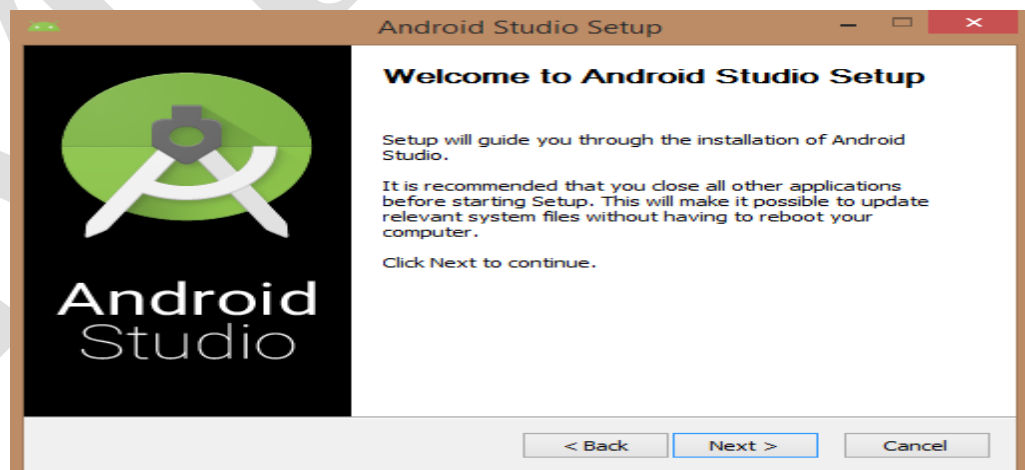 Android Studio Setup
Welcome to Android Studio Setup
Setup will guide you through the installation of Android
Studio.
It is recommended that you close all other applications
before starting Setup. This will make it possible to update
relevant system files without having to reboot your
computer.
Click Next to continue.
Android
Studio
< Back
Next >
Cancel